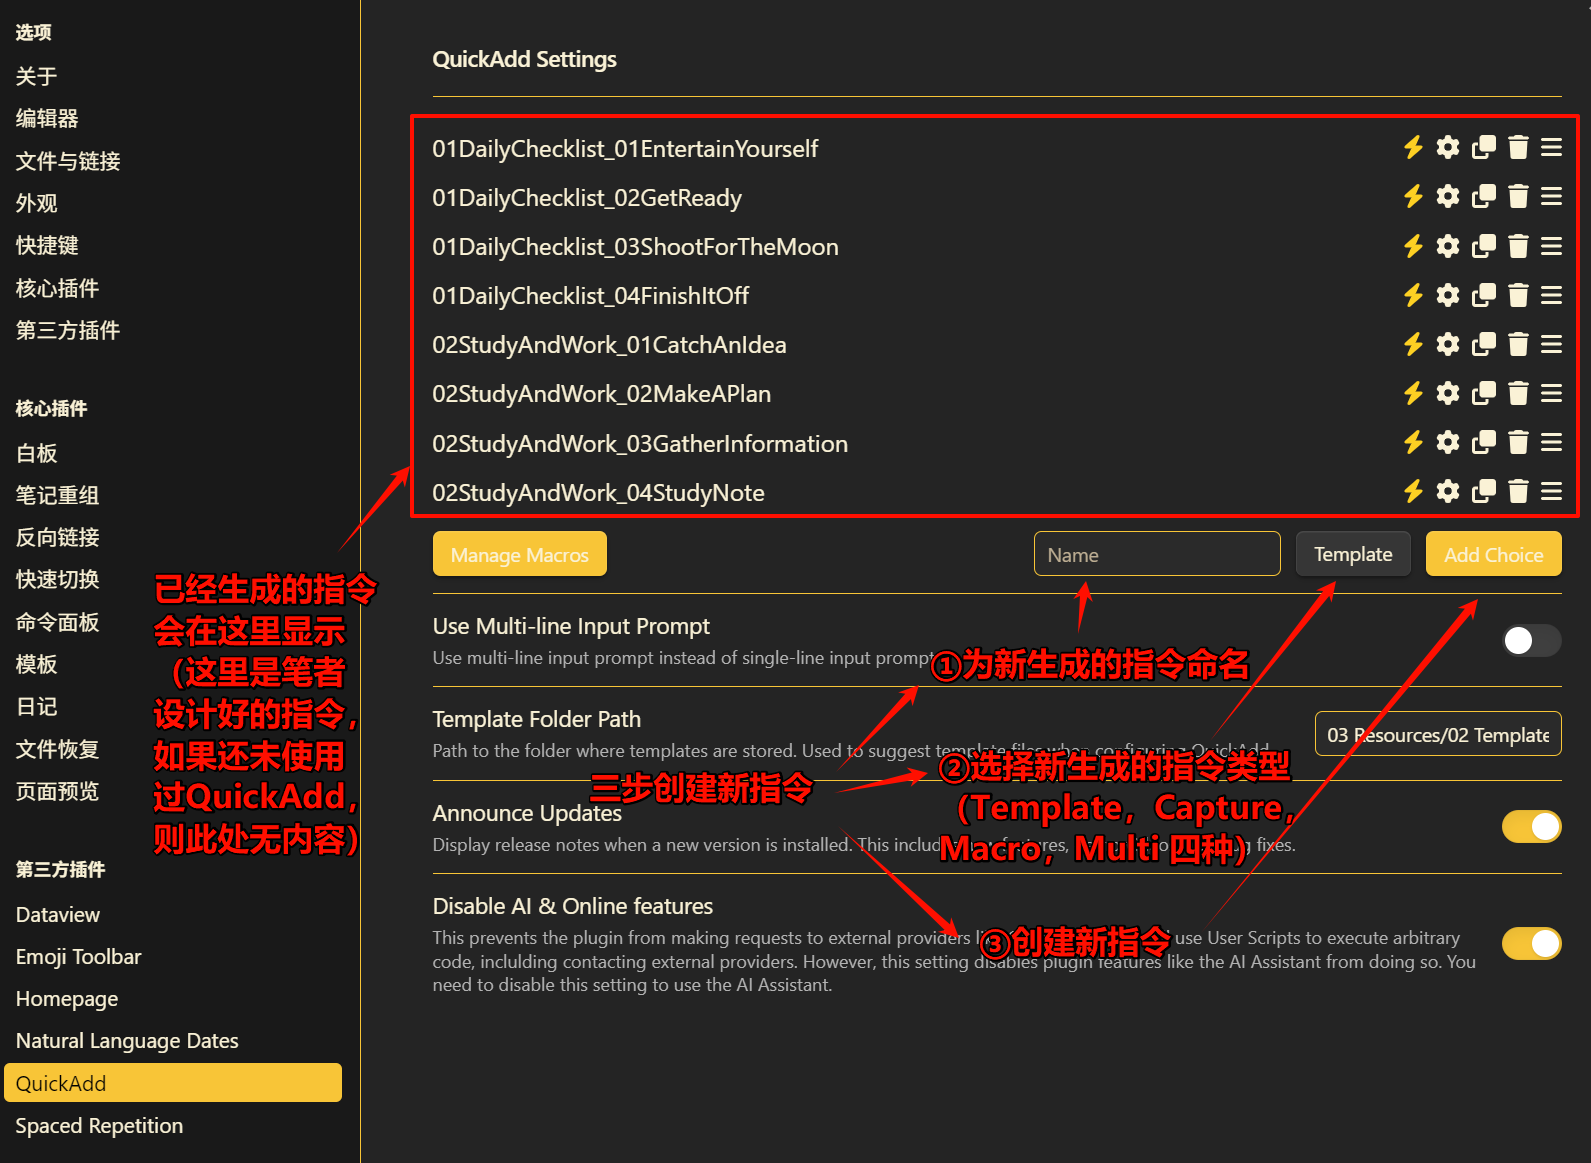 选项
关于
编辑器
文件与链接
外观
快捷键
核心插件
第三方插件
核心插件
白板
笔记重组
反向链接
快速切换
命令面板
模板
日记
文件恢复
页面预览
第三方插件
Dataview
Emoji Toolbar
Homepage
Natural Language Dates
QuickAdd
Spaced Repetition
已经生成的指令
会在这里显示
（这里是笔者
设计好的指令，
如果还未使用
过QuickAdd，
则此处无内容）
QuickAdd Settings
01DailyChecklist_01EntertainYourself
01DailyChecklist_02GetReady
01DailyChecklist_03ShootForTheMoon
01DailyChecklist_04FinishItOff
02StudyAndWork_01CatchAnIdea
02StudyAndWork_02MakeAPlan
02StudyAndWork_03GatherInformation
02StudyAndWork_04StudyNote
Manage Macros
Name
Template
Add Choice
Use Multi-line Input Prompt
Use multi-line input prompt instead of single-line input prompt
①为新生成的指令命名
Template Folder Path
Path to the folder where templates are stored. Used to suggest template files when configuring QuickAdd.
03 Resources/02 Template
三步创建新指令
②选择新生成的指令类型
（Template，Capture，
Macro，Multi 四种）
Announce Updates
Display release notes when a new version is installed. This fixes.
Disable AI & Online features
This prevents the plugin from making requests to external providers use User Scripts to execute arbitrary
code, inclulding contacting external providers. However, this setting disables plugin features like the AI Assistant from doing so. You
need to disable this setting to use the AI Assistant.
③创建新指令